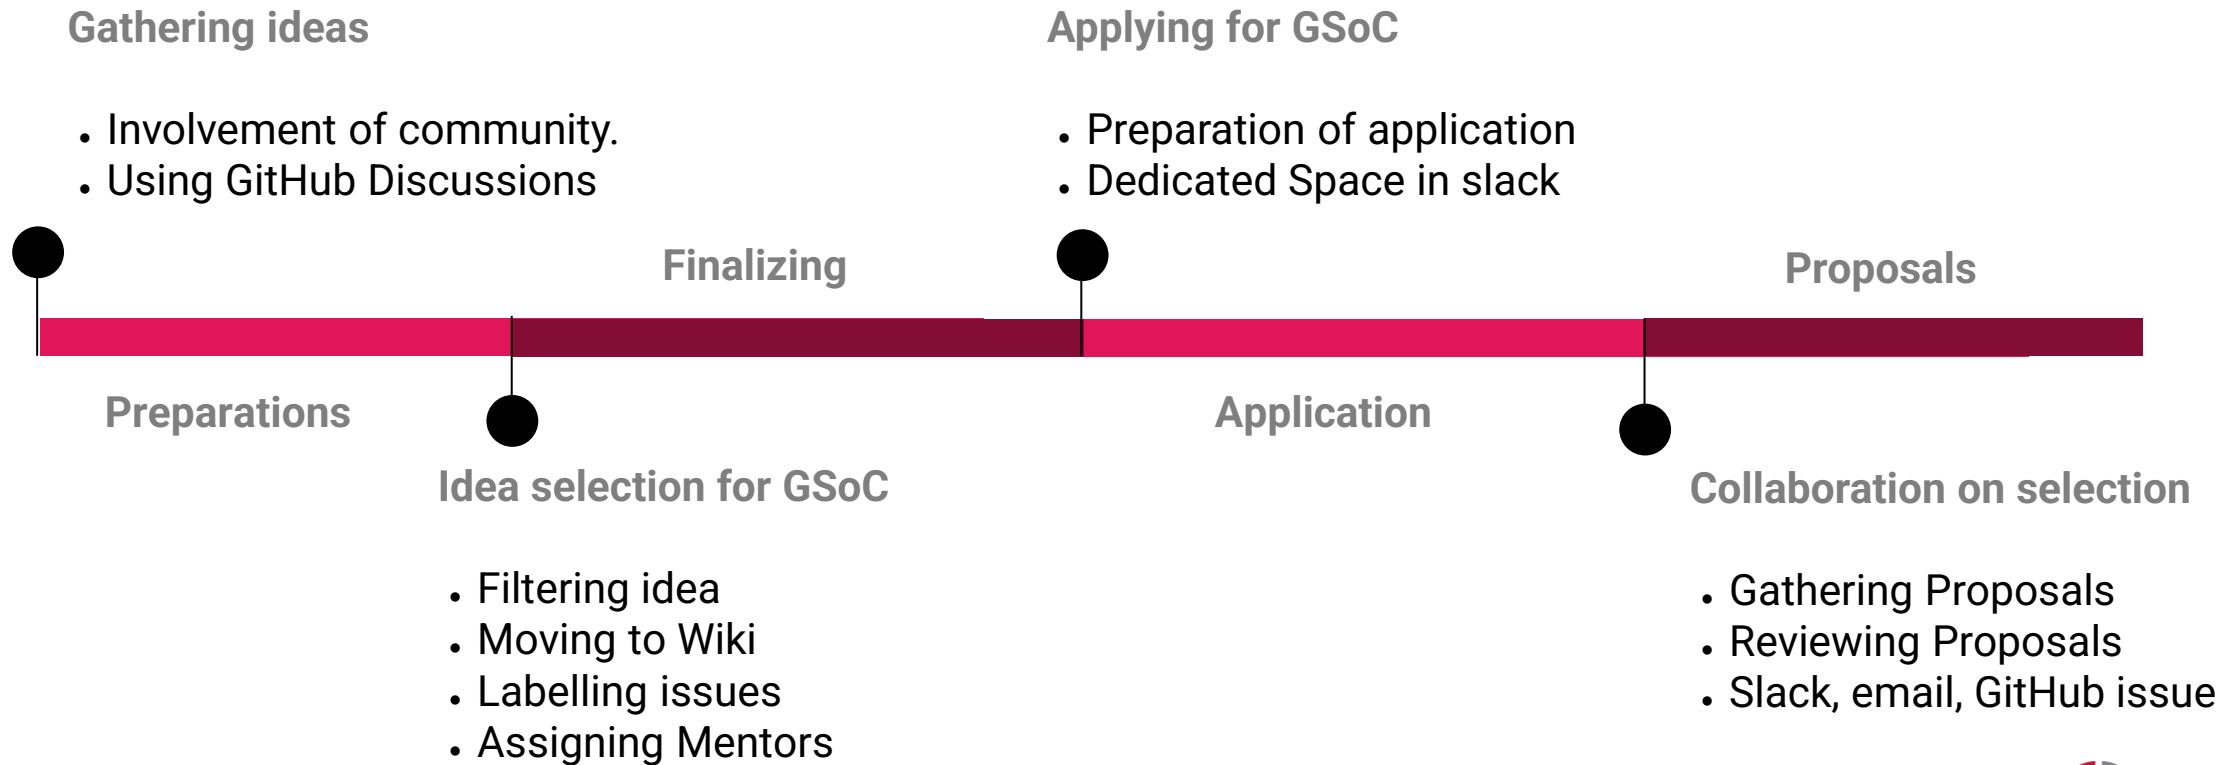 Gathering ideas
Involvement of community.
Using GitHub Discussions
Applying for GSoC
Preparation of application
Dedicated Space in slack
Finalizing
Proposals
Preparations
Application
Idea selection for GSoC
Filtering idea
Moving to Wiki
Labelling issues
Assigning Mentors
Collaboration on selection
Gathering Proposals
Reviewing Proposals
Slack, email, GitHub issue